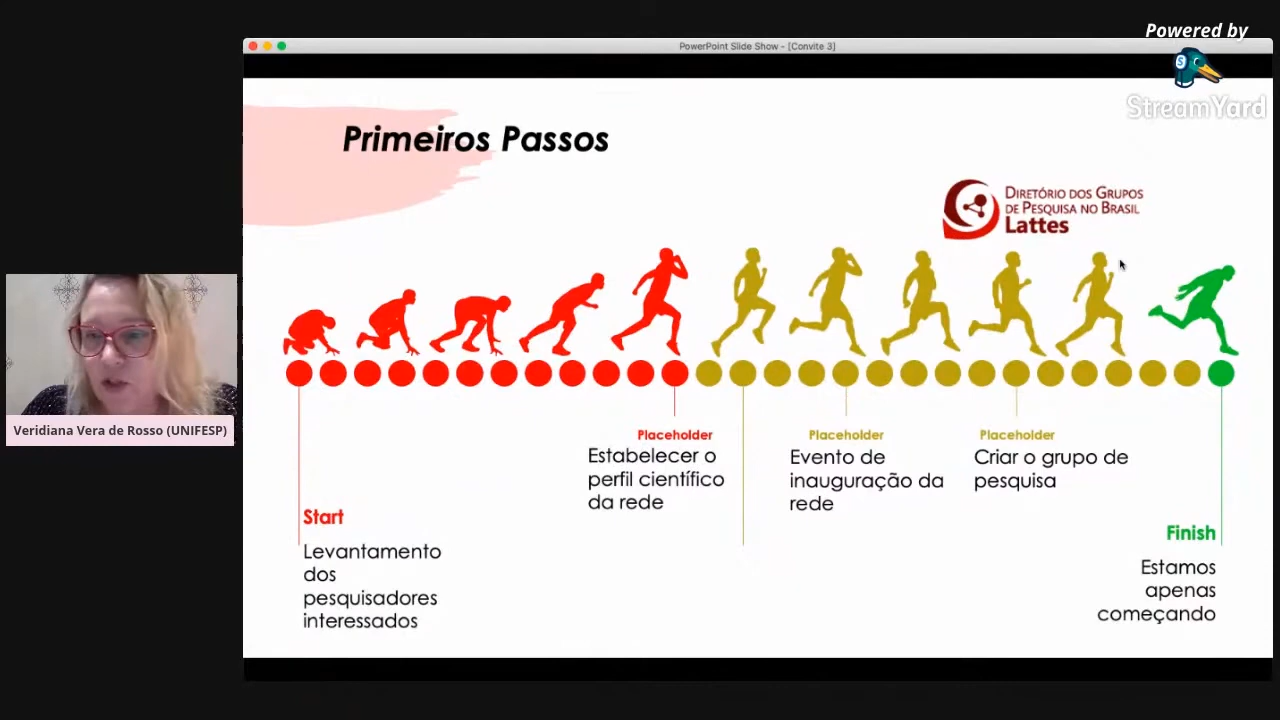 Powered by
StreamYard
PowerPoint Slide Show - [Convite 3]
Primeiros Passos
DIRETÓRIO DOS GRUPOS
DE PESQUISA NO BRASIL
Lattes
Veridiana Vera de Rosso (UNIFESP)
Start
Levantamento
dos
pesquisadores
interessados
Placeholder
Estabelecer o
perfil científico
da rede
Placeholder
Evento de
inauguração da
rede
Placeholder
Criar o grupo de
pesquisa
Finish
Estamos
apenas
começando